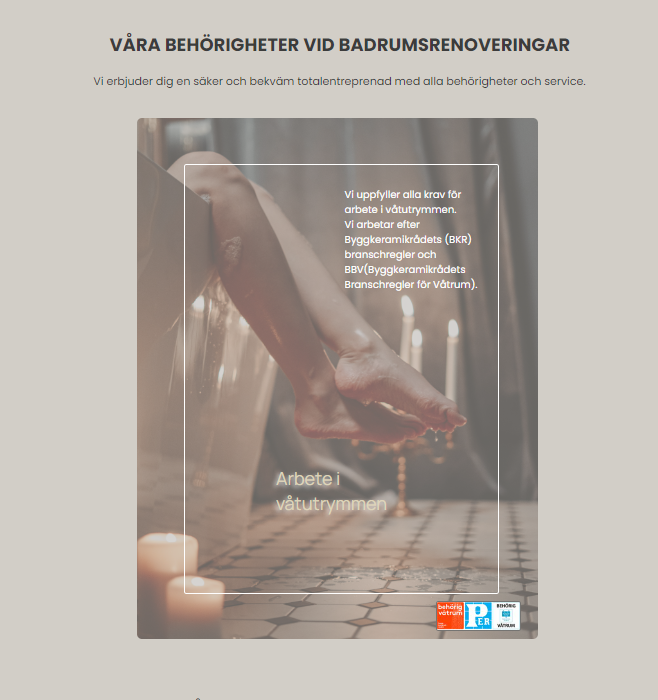 VÅRA BEHÖRIGHETER VID BADRUMSRENOVERINGAR
Vi erbjuder dig en säker och bekväm totalentreprenad med alla behörigheter och service.
Vi uppfyller alla krav för
arbete i våtutrymmen.
Vi arbetar efter
Byggkeramikrådets (BKR)
branschregler och
BBV(Byggkeramikrådets
Branschregler för Våtrum).
Arbete i
våtutrymmen
behörig
våtrum
PER
BEHÖRIG
VÅTRUM